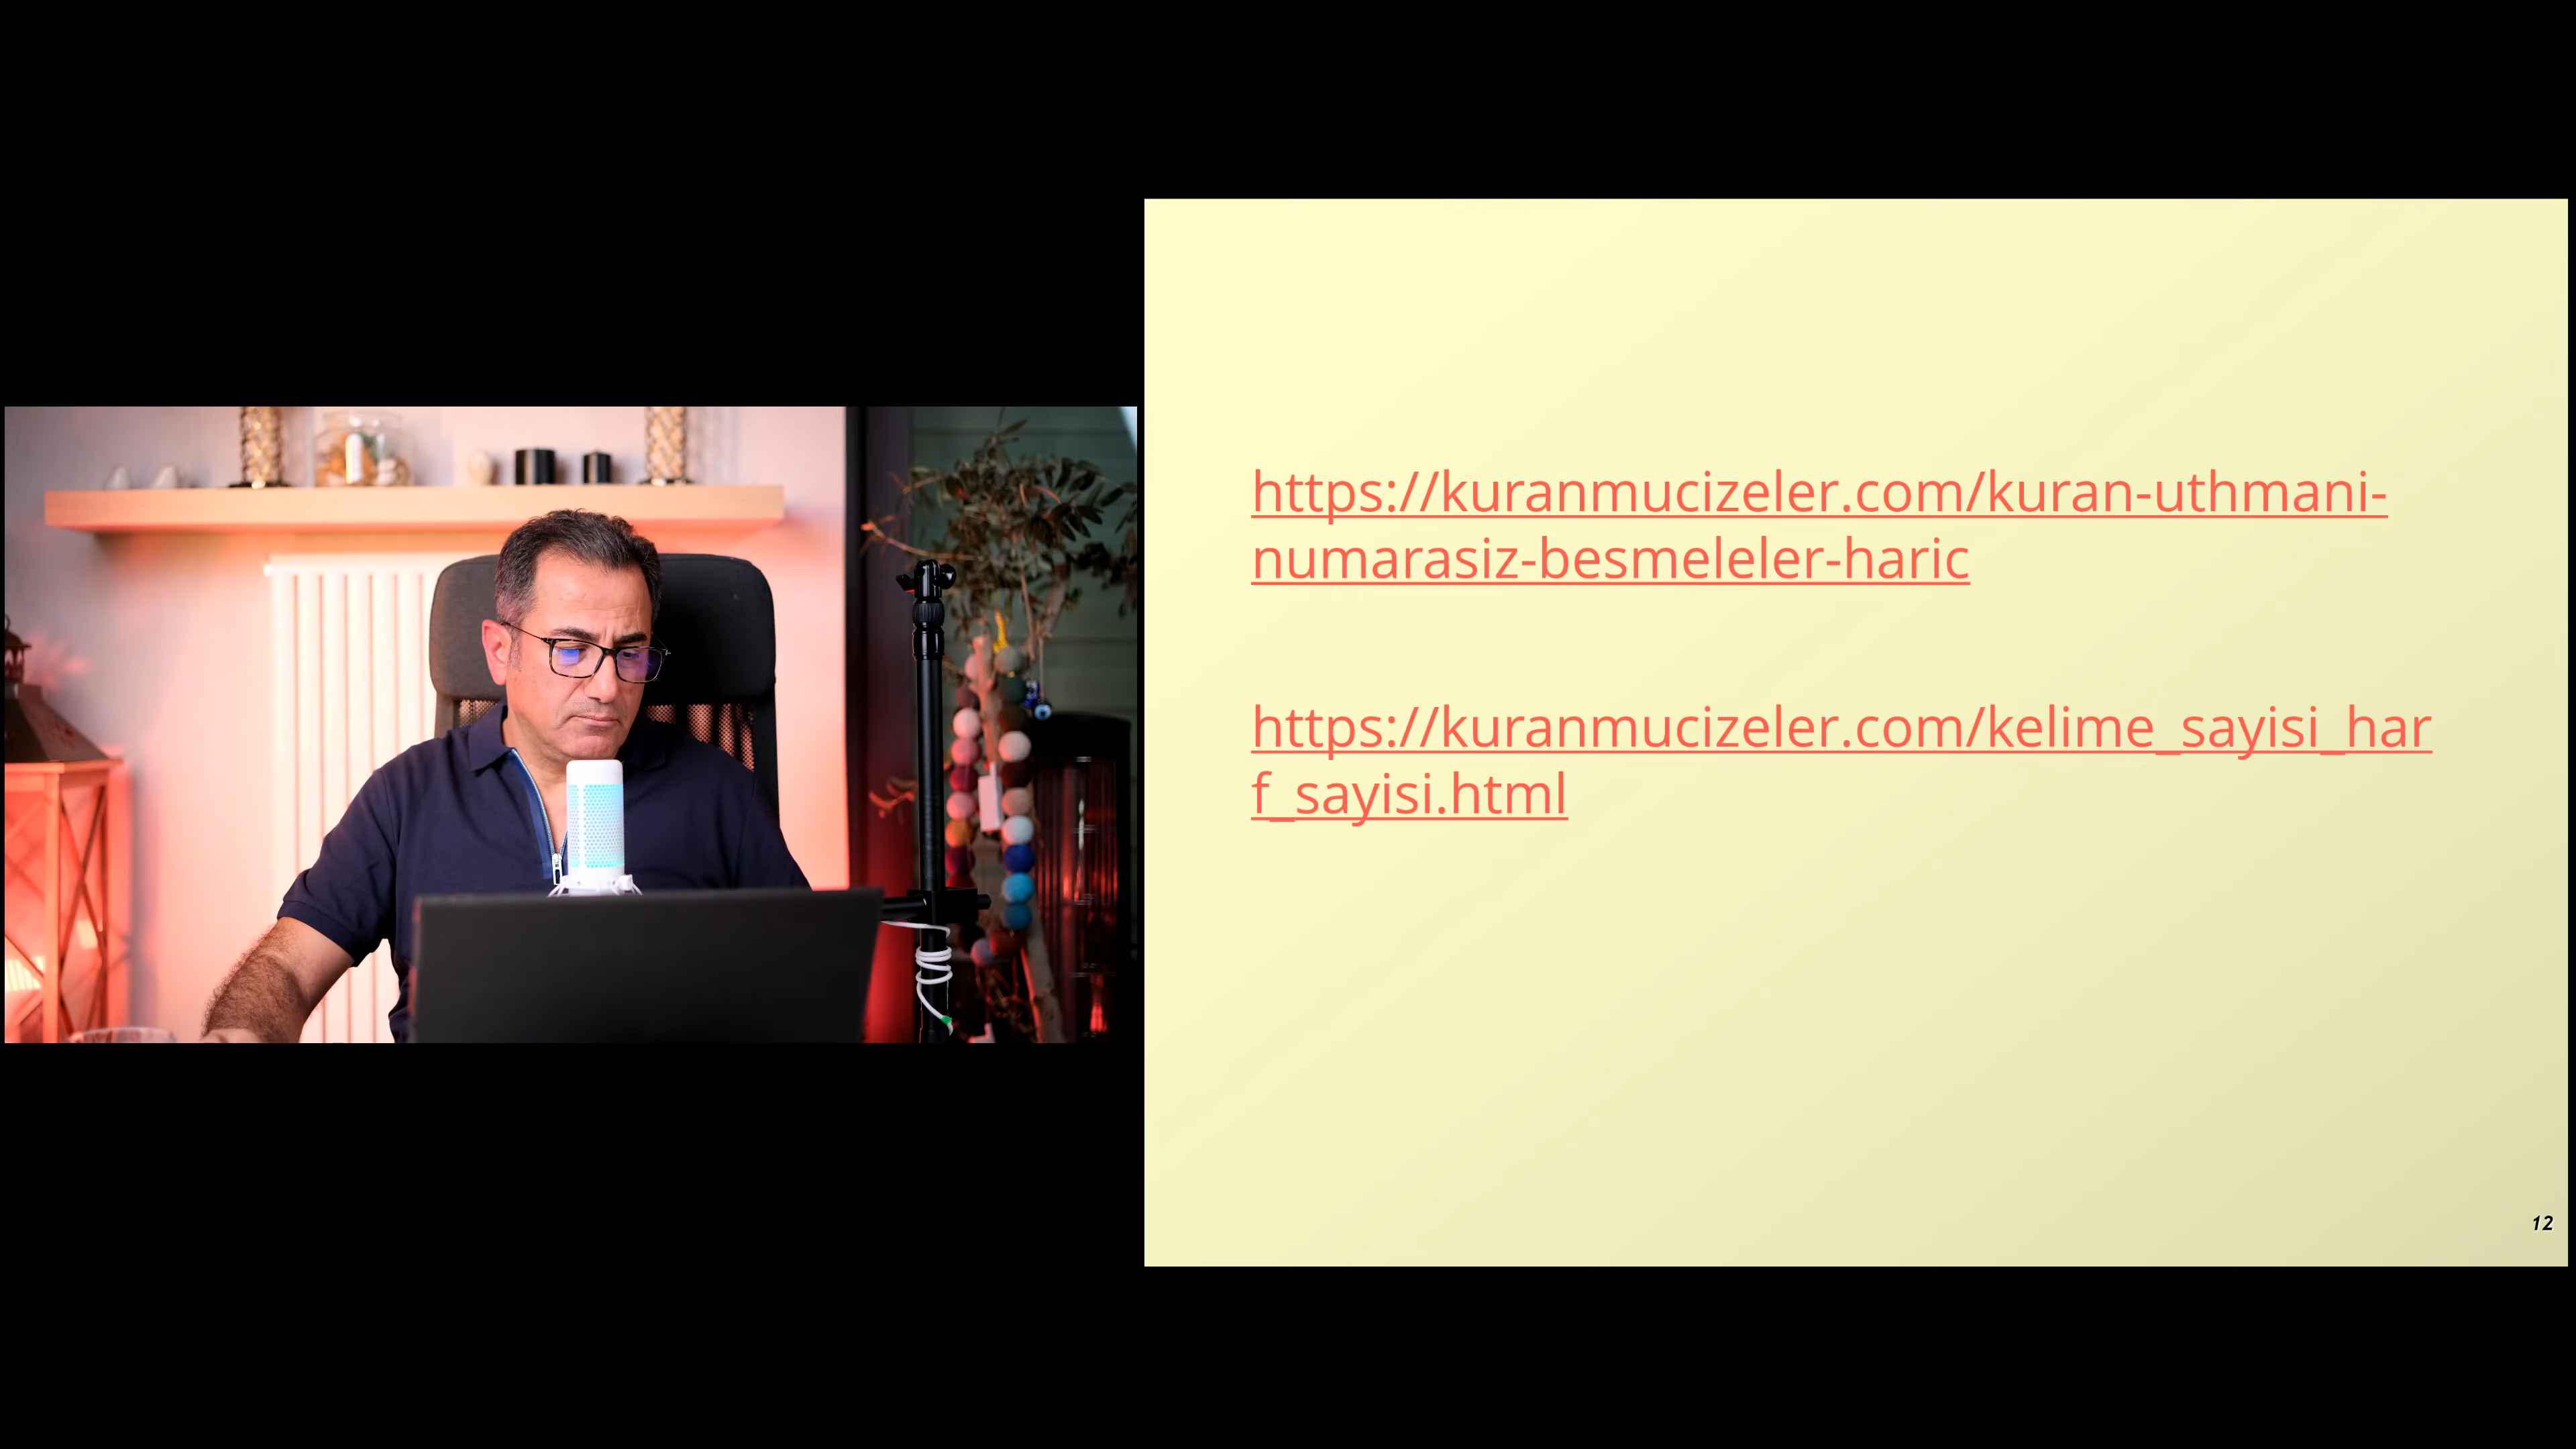 https://kuranmucizeler.com/kuran-uthmani-
numarasiz-besmeleler-haric
https://kuranmucizeler.com/kelime_sayisi_har
f_sayisi.html
12